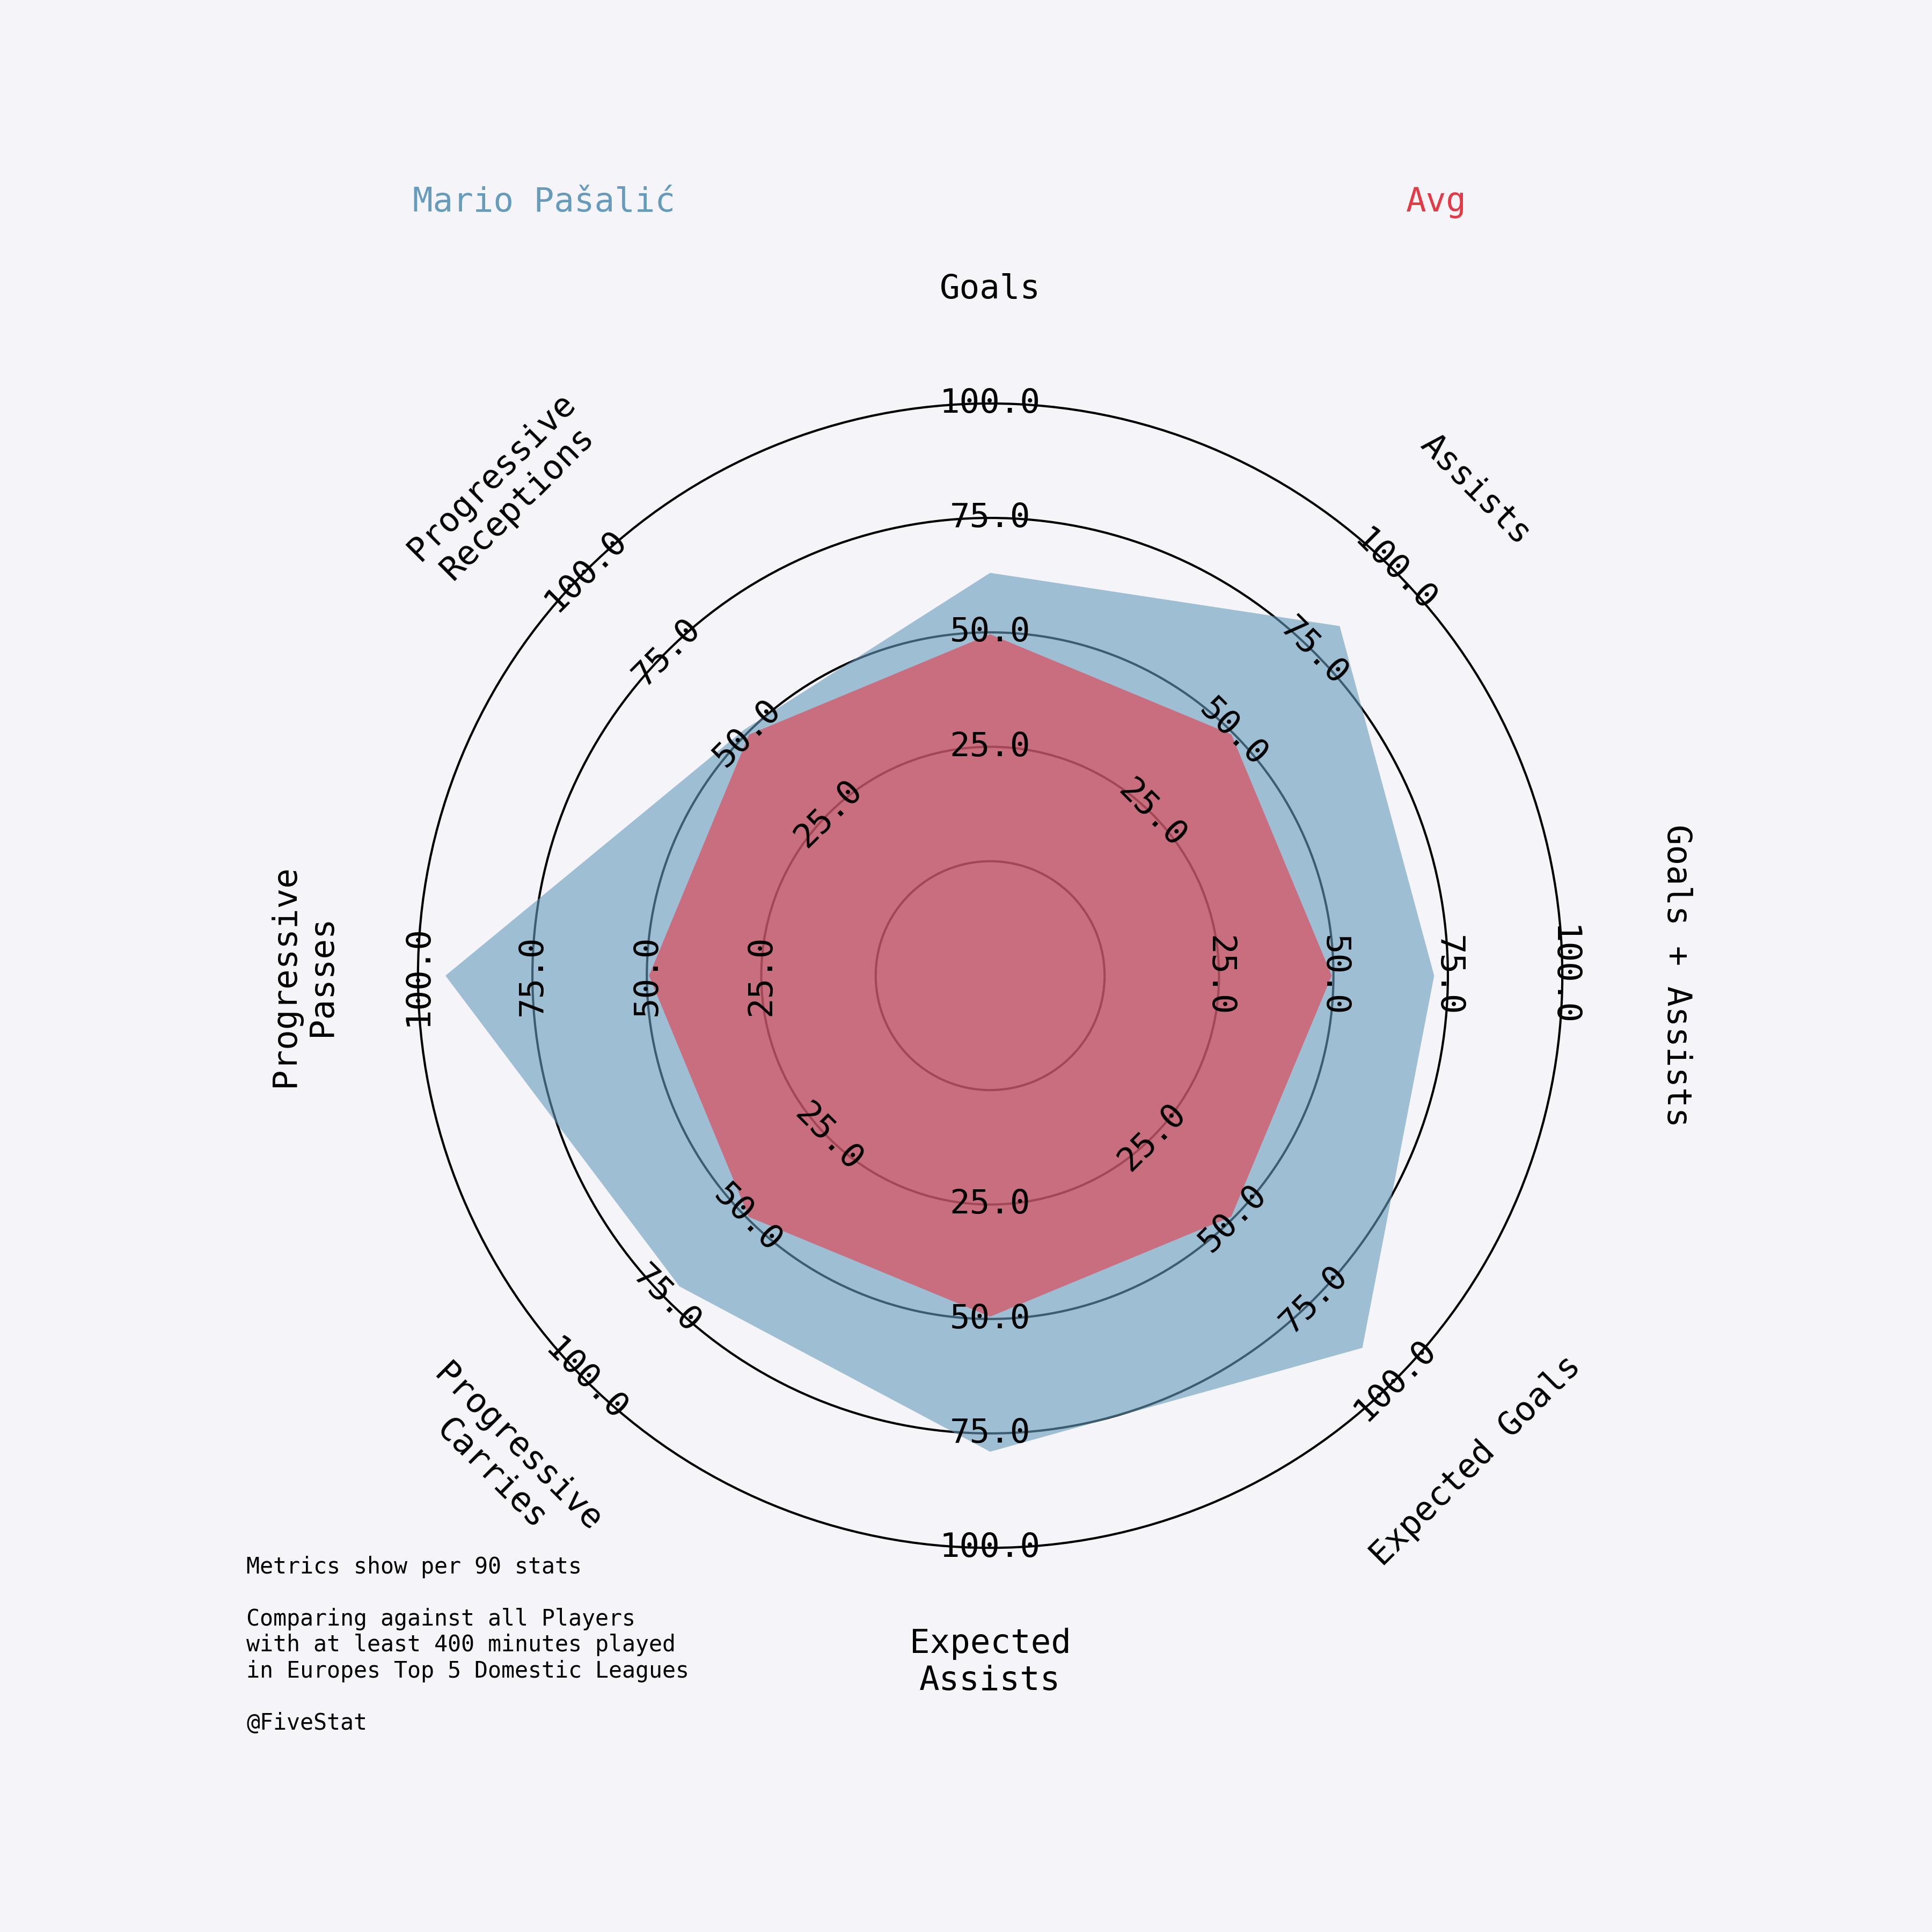 Mario Pašalić
Avg
Goals
Assists
Goals + Assists
Expected Goals
Expected
Assists
Progressive
Carries
Progressive
Passes
Progressive
Receptions
25.0
50.0
75.0
100.0
25.0
50.0
75.0
100.0
25.0
50.0
75.0
100.0
25.0
50.0
75.0
100.0
25.0
50.0
75.0
100.0
25.0
50.0
75.0
100.0
25.0
50.0
75.0
100.0
25.0
50.0
75.0
100.0
Metrics show per 90 stats
Comparing against all Players
with at least 400 minutes played
in Europes Top 5 Domestic Leagues
@FiveStat